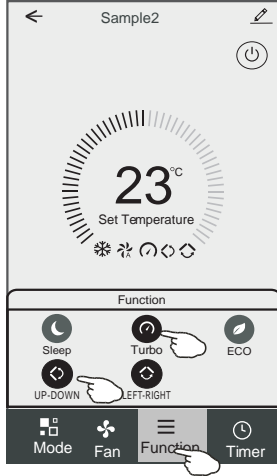 Sample2
23°C
Set Temperature
A
Function
Sleep
Turbo
ECO
UP-DOWN
LEFT-RIGHT
Mode
Fan
Function
Timer